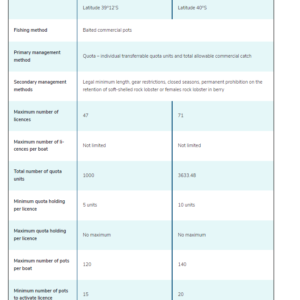 Latitude 39°12'S
Latitude 40°S
Fishing method
Baited commercial pots
Primary management
method
Quota – individual transferrable quota units and total allowable commercial catch
Secondary management
methods
Legal minimum length, gear restrictions, closed seasons, permanent prohibition on the
retention of soft-shelled rock lobster or females rock lobster in berry.
Maximum number of
licences
47
71
Maximum number of li-
cences per boat
Not limited
Not limited
Total number of quota
units
1000
3633.48
Minimum quota holding
per licence
5 units
10 units
Maximum quota holding
per licence
No maximum
No maximum
Maximum number of pots
per boat
120
140
Minimum number of pots
to activate licence
15
20